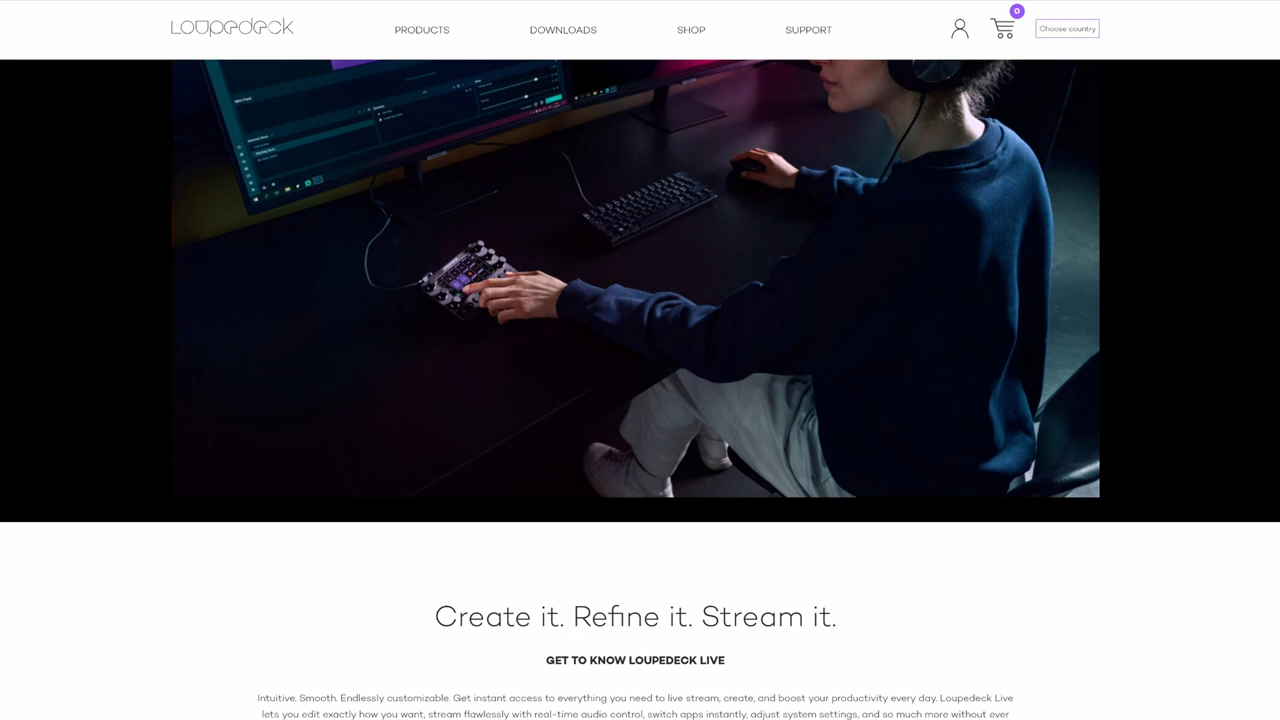 Loupedeck
PRODUCTS
DOWNLOADS
SHOP
SUPPORT
0
Choose country
Create it. Refine it. Stream it.
GET TO KNOW LOUPEDECK LIVE
Intuitive. Smooth. Endlessly customizable. Get instant access to everything you need to live stream, create, and boost your productivity every day. Loupedeck Live
lets you edit exactly how you want, stream flawlessly with real-time audio control, switch apps instantly, adjust system settings, and so much more without ever